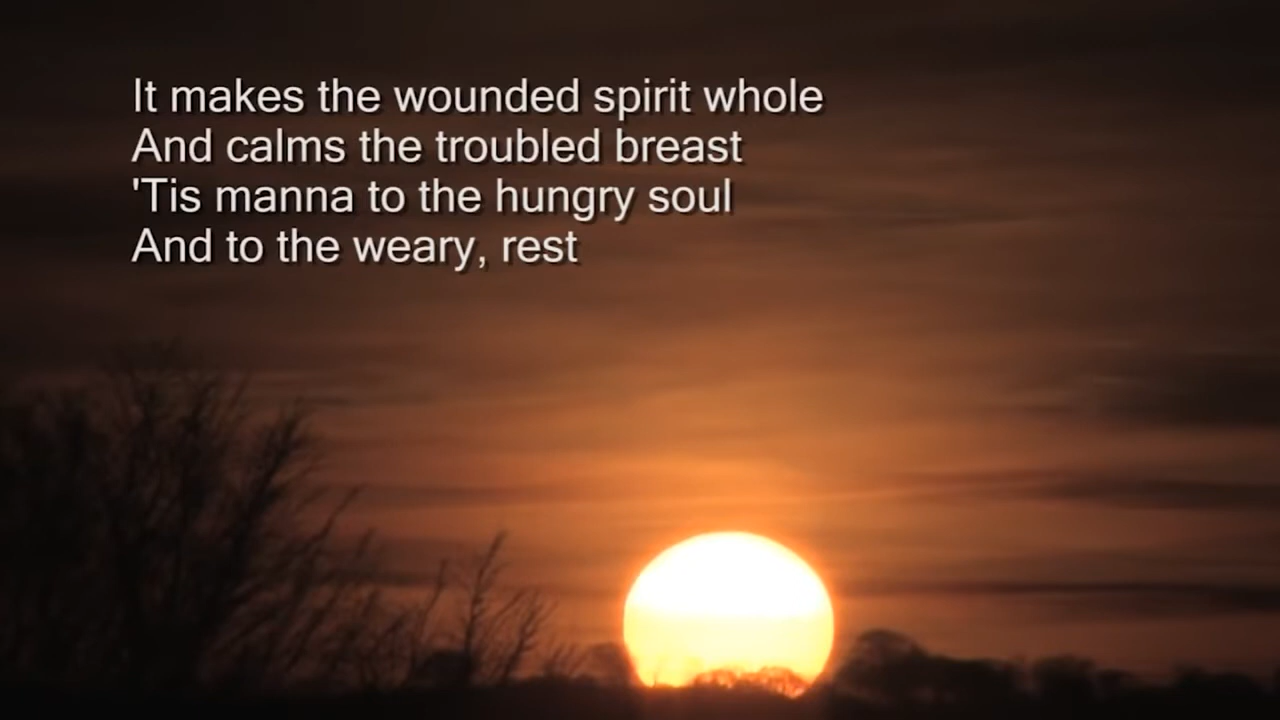 It makes the wounded spirit whole
And calms the troubled breast
'Tis manna to the hungry soul
And to the weary, rest